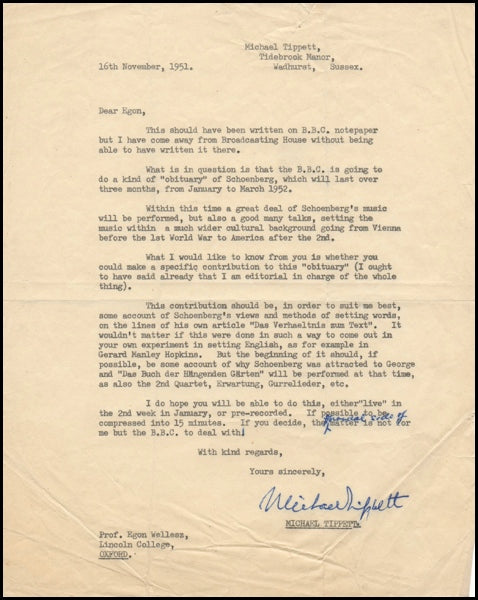 Michael Tippett,
Tidebrook Manor,
16th November, 1951. Wadhurst, Sussex.
Dear Egon,
This should have been written on B.B.C. notepaper
but I have come away from Broadcasting House without being
able to have written it there.
What is in question is that the B.B.C. is going to
do a kind of "obituary" of Schoenberg, which will last over
three months, from January to March 1952.
Within this time a great deal of Schoenberg's music
will be performed, but also a good many talks, setting the
music within a much wider cultural background going from Vienna
before the 1st World War to America after the 2nd.
What I would like to know from you is whether you
could make a specific contribution to this "obituary" (I ought
to have said already that I am editorial in charge of the whole
thing).
This contribution should be, in order to suit me best,
some account of Schoenberg's views and methods of setting words,
on the lines of his own article "Das Verhaeltnis zum Text". It
wouldn't matter if this were done in such a way to come out in
your own experiment in setting English, as for example in
Gerard Manley Hopkins. But the beginning of it should, if
possible, be some account of why Schoenberg was attracted to George
and "Das Buch der Hängenden Gärten" will be performed at that time,
as also the 2nd Quartet, Erwartung, Gurrelieder, etc.
I do hope you will be able to do this, either"live" in
the 2nd week in January, or pre-recorded. If possible to be
financial side of
compressed into 15 minutes. If you decide, the matter is not for
me but the B.B.C. to deal with.
With kind regards,
Yours sincerely,
Michael Tippett
MICHAEL TIPPETT.
Prof. Egon Wellesz,
Lincoln College,
OXFORD.